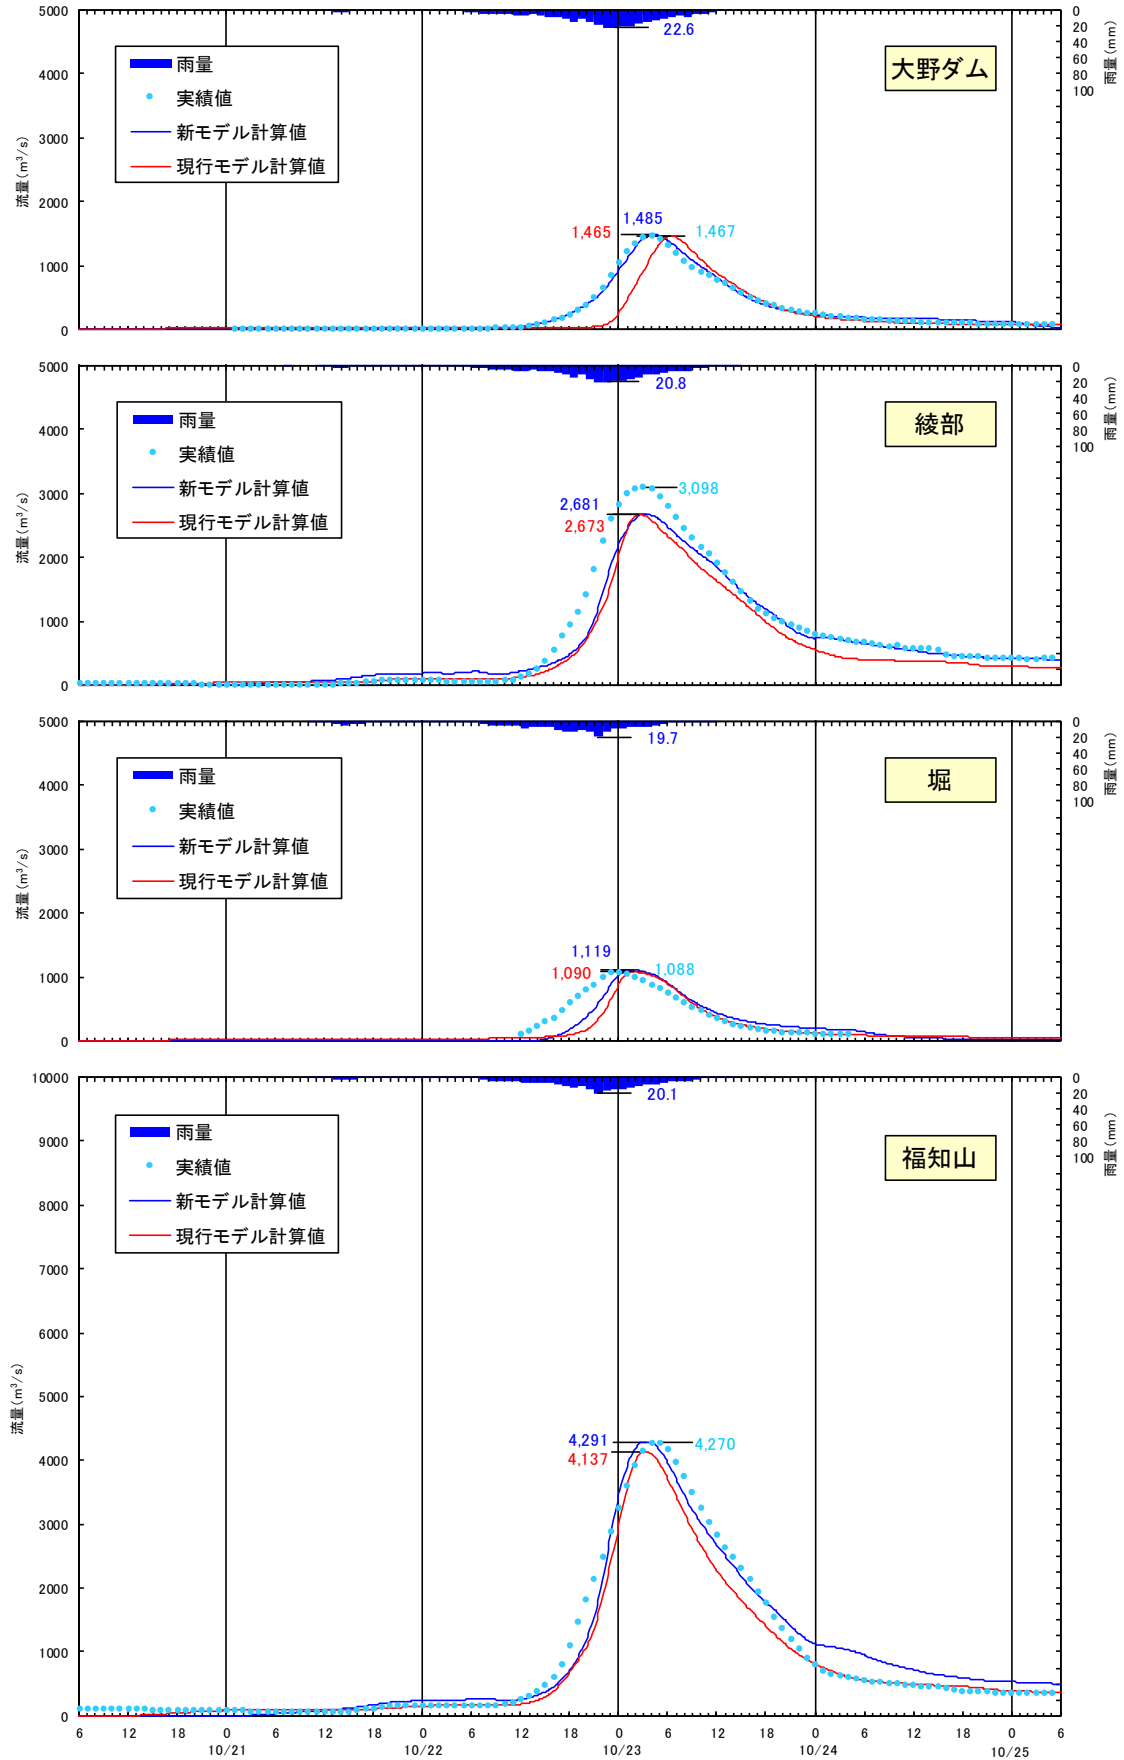 5000
4000
3000
2000
1000
0
流量(m³/s)
0
20
40
60
80
100
雨量(mm)
雨量
実績値
新モデル計算値
現行モデル計算値
大野ダム
22.6
1,485
1,465
1,467
5000
4000
3000
2000
1000
0
流量(m³/s)
0
20
40
60
80
100
雨量(mm)
雨量
実績値
新モデル計算値
現行モデル計算値
綾部
20.8
3,098
2,681
2,673
5000
4000
3000
2000
1000
0
流量(m³/s)
0
20
40
60
80
100
雨量(mm)
雨量
実績値
新モデル計算値
現行モデル計算値
堀
19.7
1,119
1,090
1,088
10000
9000
8000
7000
6000
5000
4000
3000
2000
1000
0
流量(m³/s)
0
20
40
60
80
100
雨量(mm)
雨量
実績値
新モデル計算値
現行モデル計算値
福知山
20.1
4,291
4,270
4,137
6 12 18 0 6 12 18 0 6 12 18 0 6 12 18 0 6 12 18 0 6
10/21 10/22 10/23 10/24 10/25